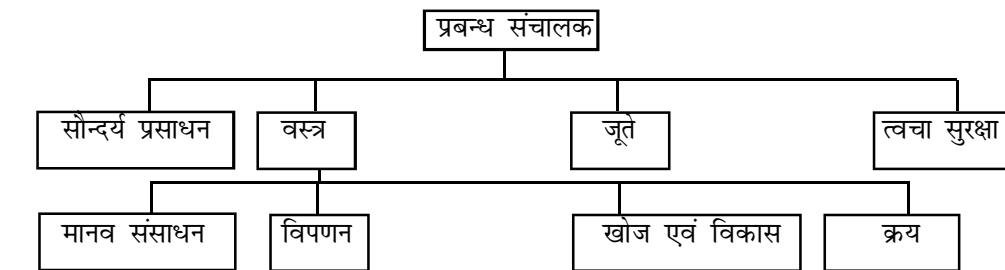 प्रबन्ध संचालक
सौन्दर्य प्रसाधन वस्त्र जूते त्वचा सुरक्षा
मानव संसाधन विपणन खोज एवं विकास क्रय